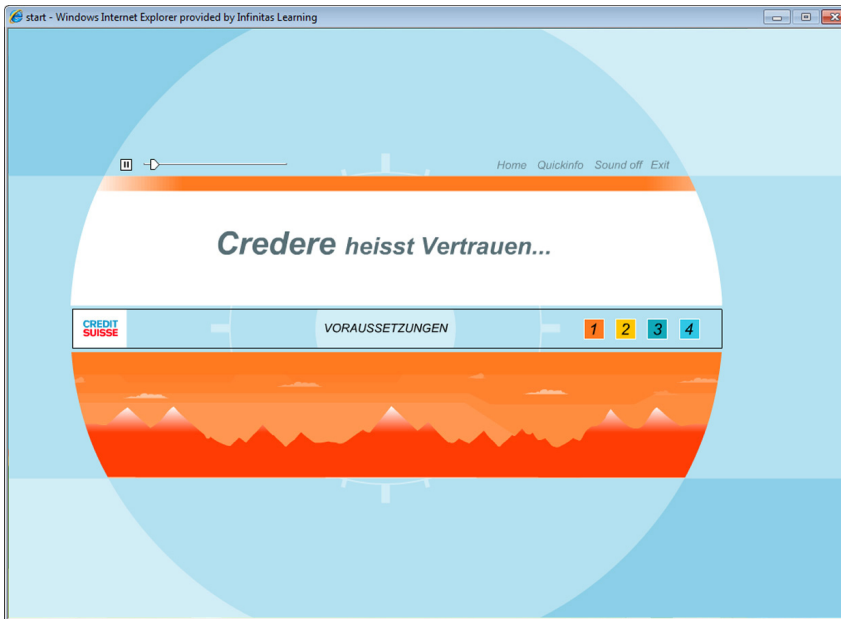 start - Windows Internet Explorer provided by Infinitas Learning
Home Quickinfo Sound off Exit
Credere heisst Vertrauen...
CREDIT
SUISSE
VORAUSSETZUNGEN
1 2 3 4